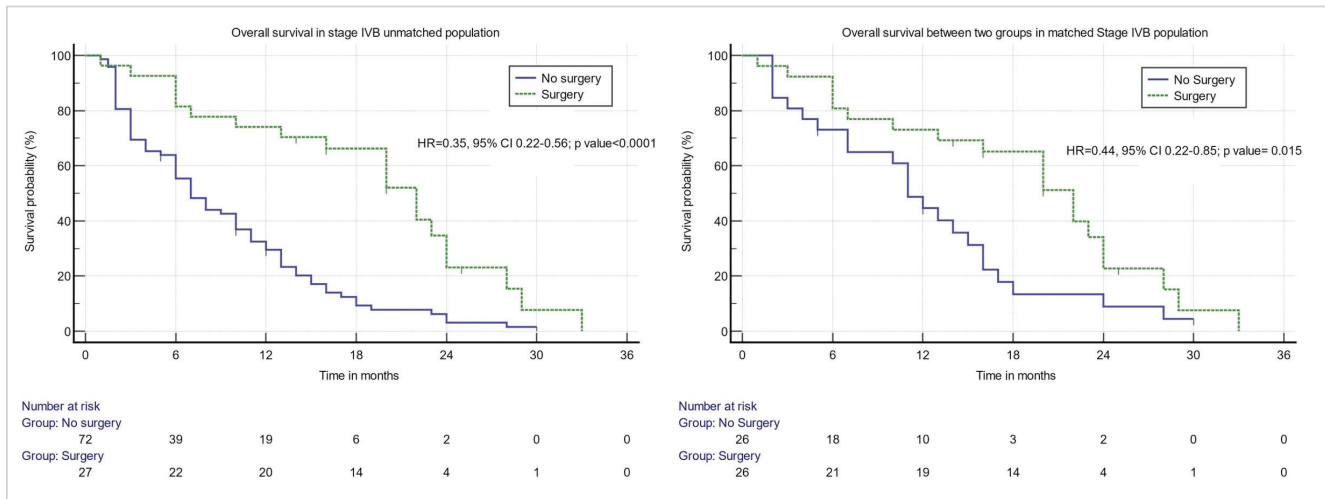 Overall survival in stage IVB unmatched population
No surgery
Surgery
HR=0.35, 95% CI 0.22-0.56; p value<0.0001
Survival probability (%)
100
80
60
40
20
0
0 6 12 18 24 30 36
Time in months
Number at risk
Group: No surgery
72 39 19 6 2 0 0
Group: Surgery
27 22 20 14 4 1 0
Overall survival between two groups in matched Stage IVB population
No Surgery
Surgery
HR=0.44, 95% CI 0.22-0.85; p value= 0.015
Survival probability (%)
100
80
60
40
20
0
0 6 12 18 24 30 36
Time in months
Number at risk
Group: No Surgery
26 18 10 3 2 0 0
Group: Surgery
26 21 19 14 4 1 0